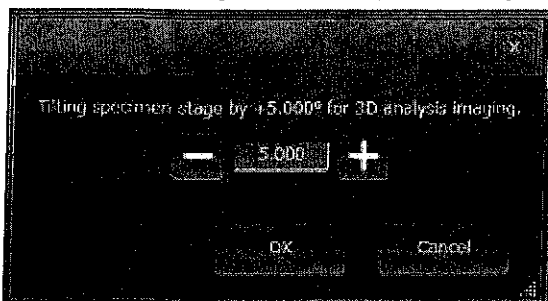 x
Tilting specimen stage by +5.000° for 3D analysis imaging.
− 5.000 +
OK Cancel